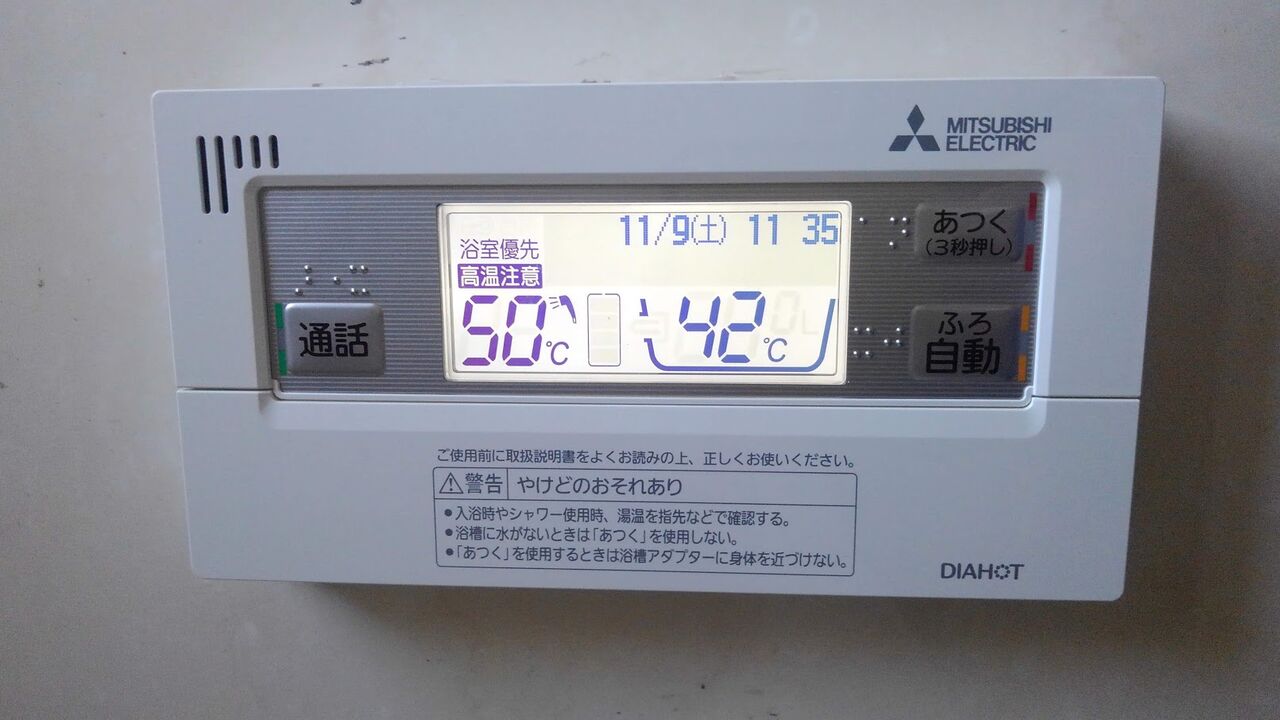 MITSUBISHI
ELECTRIC
11/9(土) 11 35
浴室優先
高温注意
50℃
42℃
あつく
(3秒押し)
通話
ふろ
自動
ご使用前に取扱説明書をよくお読みの上、正しくお使いください。
警告 やけどのおそれあり
●入浴時やシャワー使用時、湯温を指先などで確認する。
●浴槽に水がないときは「あつく」を使用しない。
●「あつく」を使用するときは浴槽アダプターに身体を近づけない。
DIAHOT